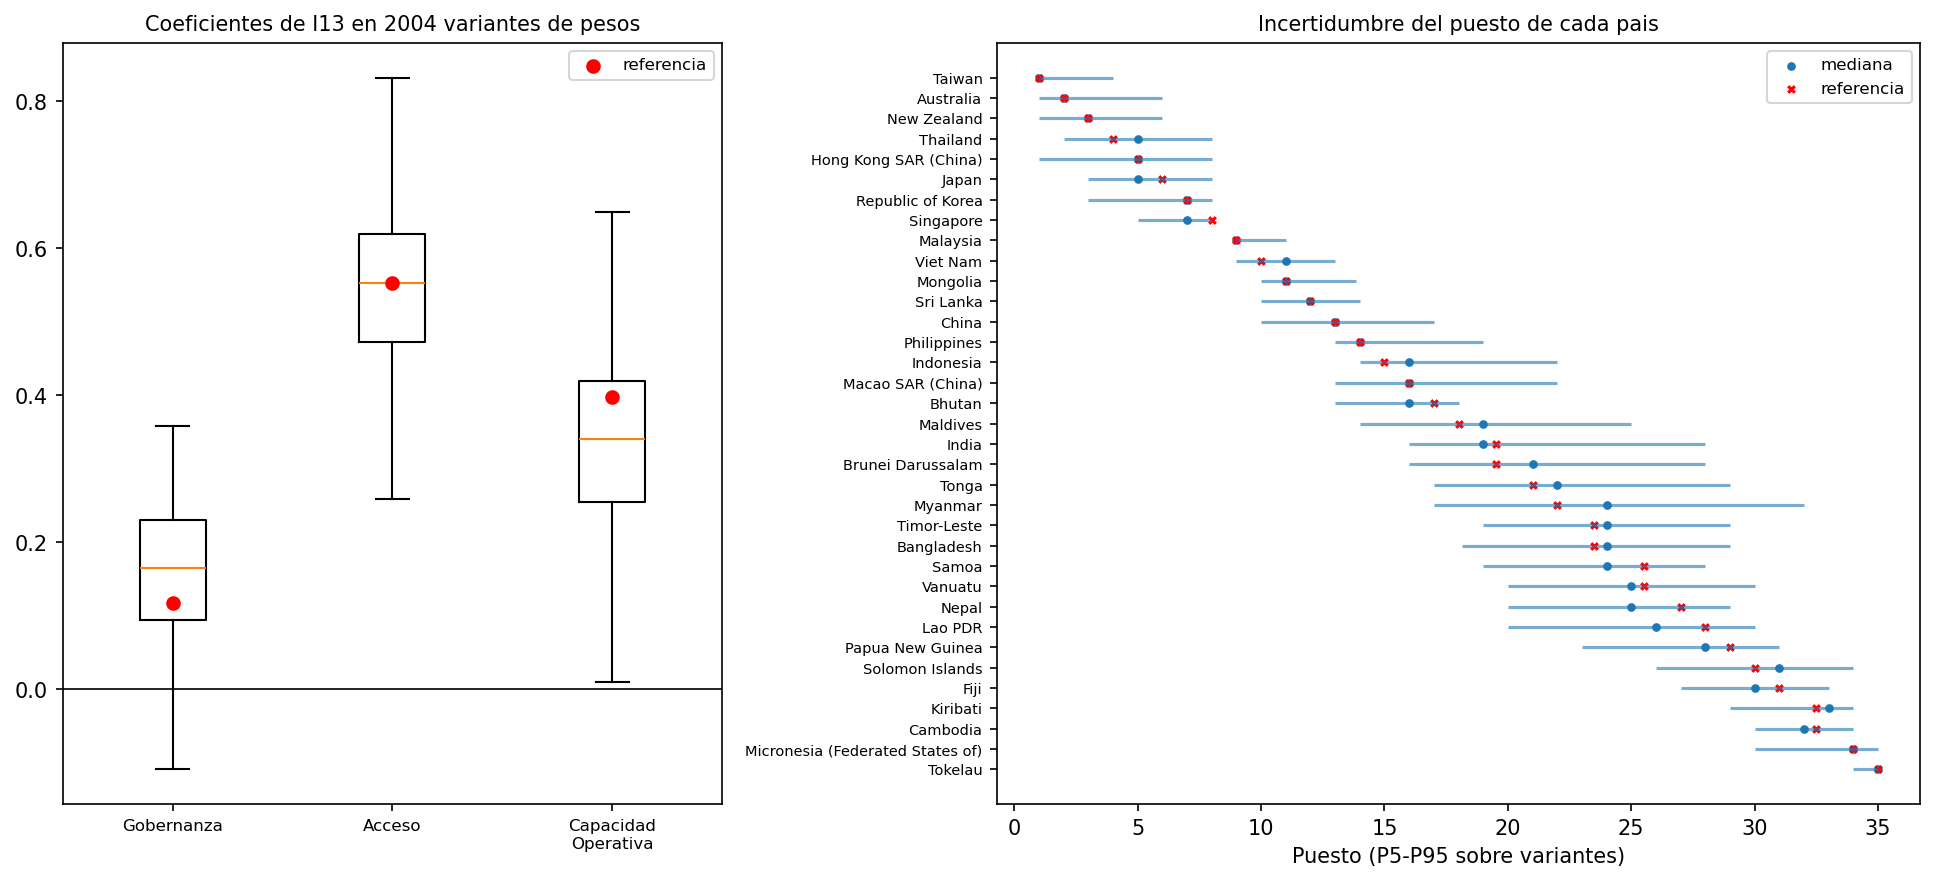 Coeficientes de I13 en 2004 variantes de pesos
referencia
0.8
0.6
0.4
0.2
0.0
Gobernanza
Acceso
Capacidad
Operativa
Incertidumbre del puesto de cada pais
mediana
referencia
Taiwan
Australia
New Zealand
Thailand
Hong Kong SAR (China)
Japan
Republic of Korea
Singapore
Malaysia
Viet Nam
Mongolia
Sri Lanka
China
Philippines
Indonesia
Macao SAR (China)
Bhutan
Maldives
India
Brunei Darussalam
Tonga
Myanmar
Timor-Leste
Bangladesh
Samoa
Vanuatu
Nepal
Lao PDR
Papua New Guinea
Solomon Islands
Fiji
Kiribati
Cambodia
Micronesia (Federated States of)
Tokelau
0 5 10 15 20 25 30 35
Puesto (P5-P95 sobre variantes)